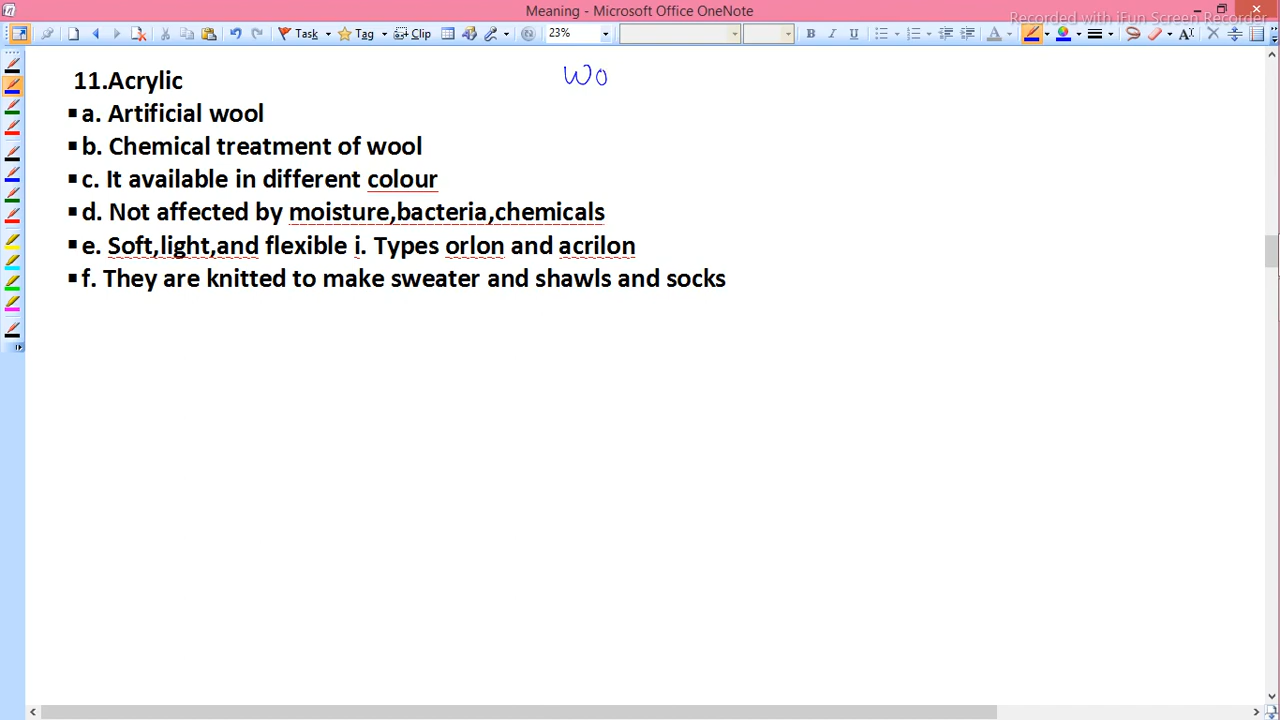 Meaning - Microsoft Office OneNote
Recorded with iFun Screen Recorder
Task Tag Clip 23% B I U
11.Acrylic
wo
▪a. Artificial wool
▪b. Chemical treatment of wool
▪c. It available in different colour
▪d. Not affected by moisture,bacteria,chemicals
▪e. Soft,light,and flexible i. Types orlon and acrilon
▪f. They are knitted to make sweater and shawls and socks